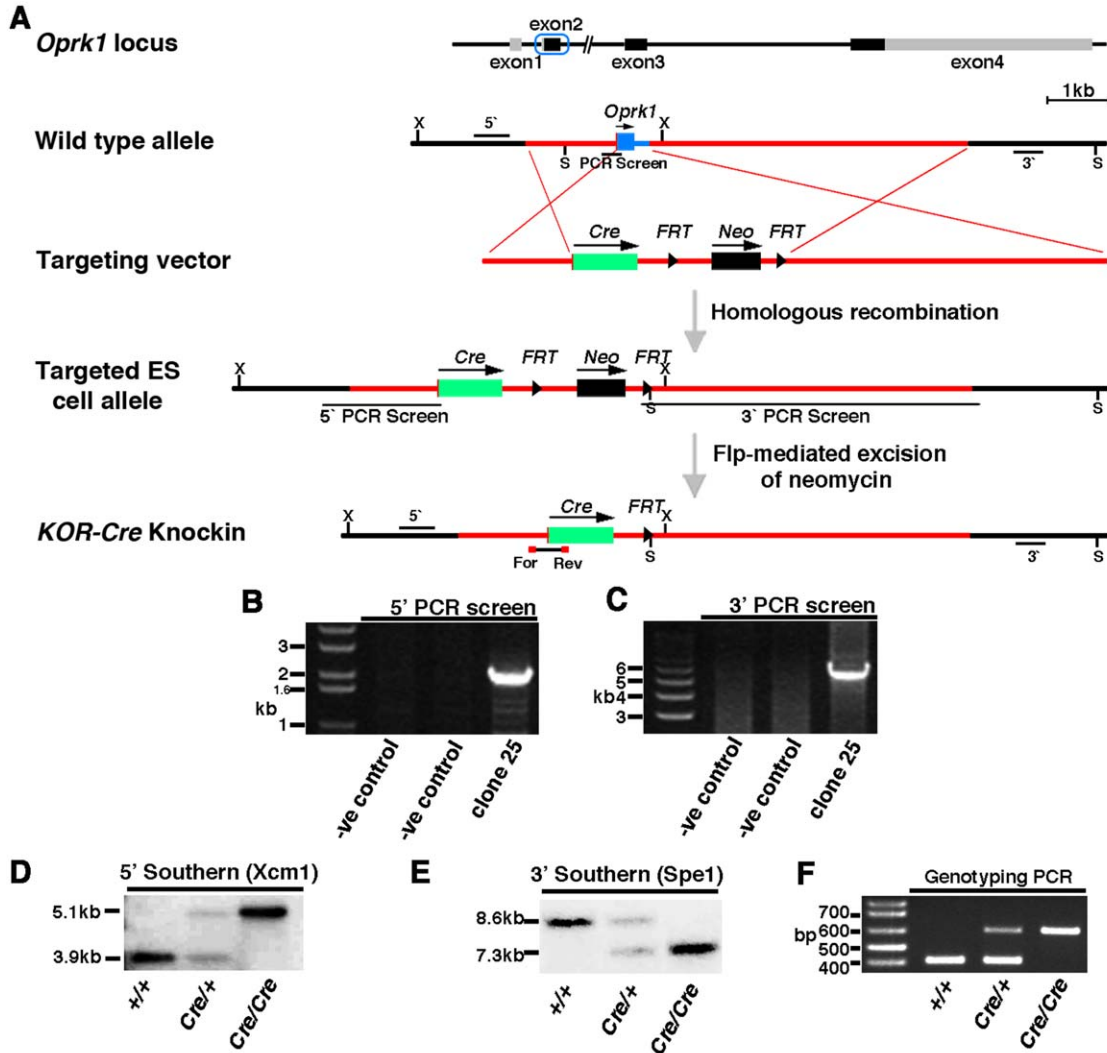 A
Oprk1 locus
exon2
exon1
exon3
exon4
1kb
Wild type allele
X
5`
Oprk1
X
S
PCR Screen
3`
S
Targeting vector
Cre
FRT
Neo
FRT
Homologous recombination
Targeted ES
cell allele
X
Cre
FRT
Neo
FRT
X
5` PCR Screen
S
3` PCR Screen
S
Flp-mediated excision
of neomycin
KOR-Cre Knockin
X
5`
Cre
FRT
X
For
Rev
S
3`
S
B
5’ PCR screen
3
2
1.6
kb
1
-ve control
-ve control
clone 25
C
3’ PCR screen
6
5
kb4
3
-ve control
-ve control
clone 25
D
5’ Southern (Xcm1)
5.1kb
3.9kb
+/+
Cre/+
Cre/Cre
E
3’ Southern (Spe1)
8.6kb
7.3kb
+/+
Cre/+
Cre/Cre
F
Genotyping PCR
700
bp600
500
400
+/+
Cre/+
Cre/Cre